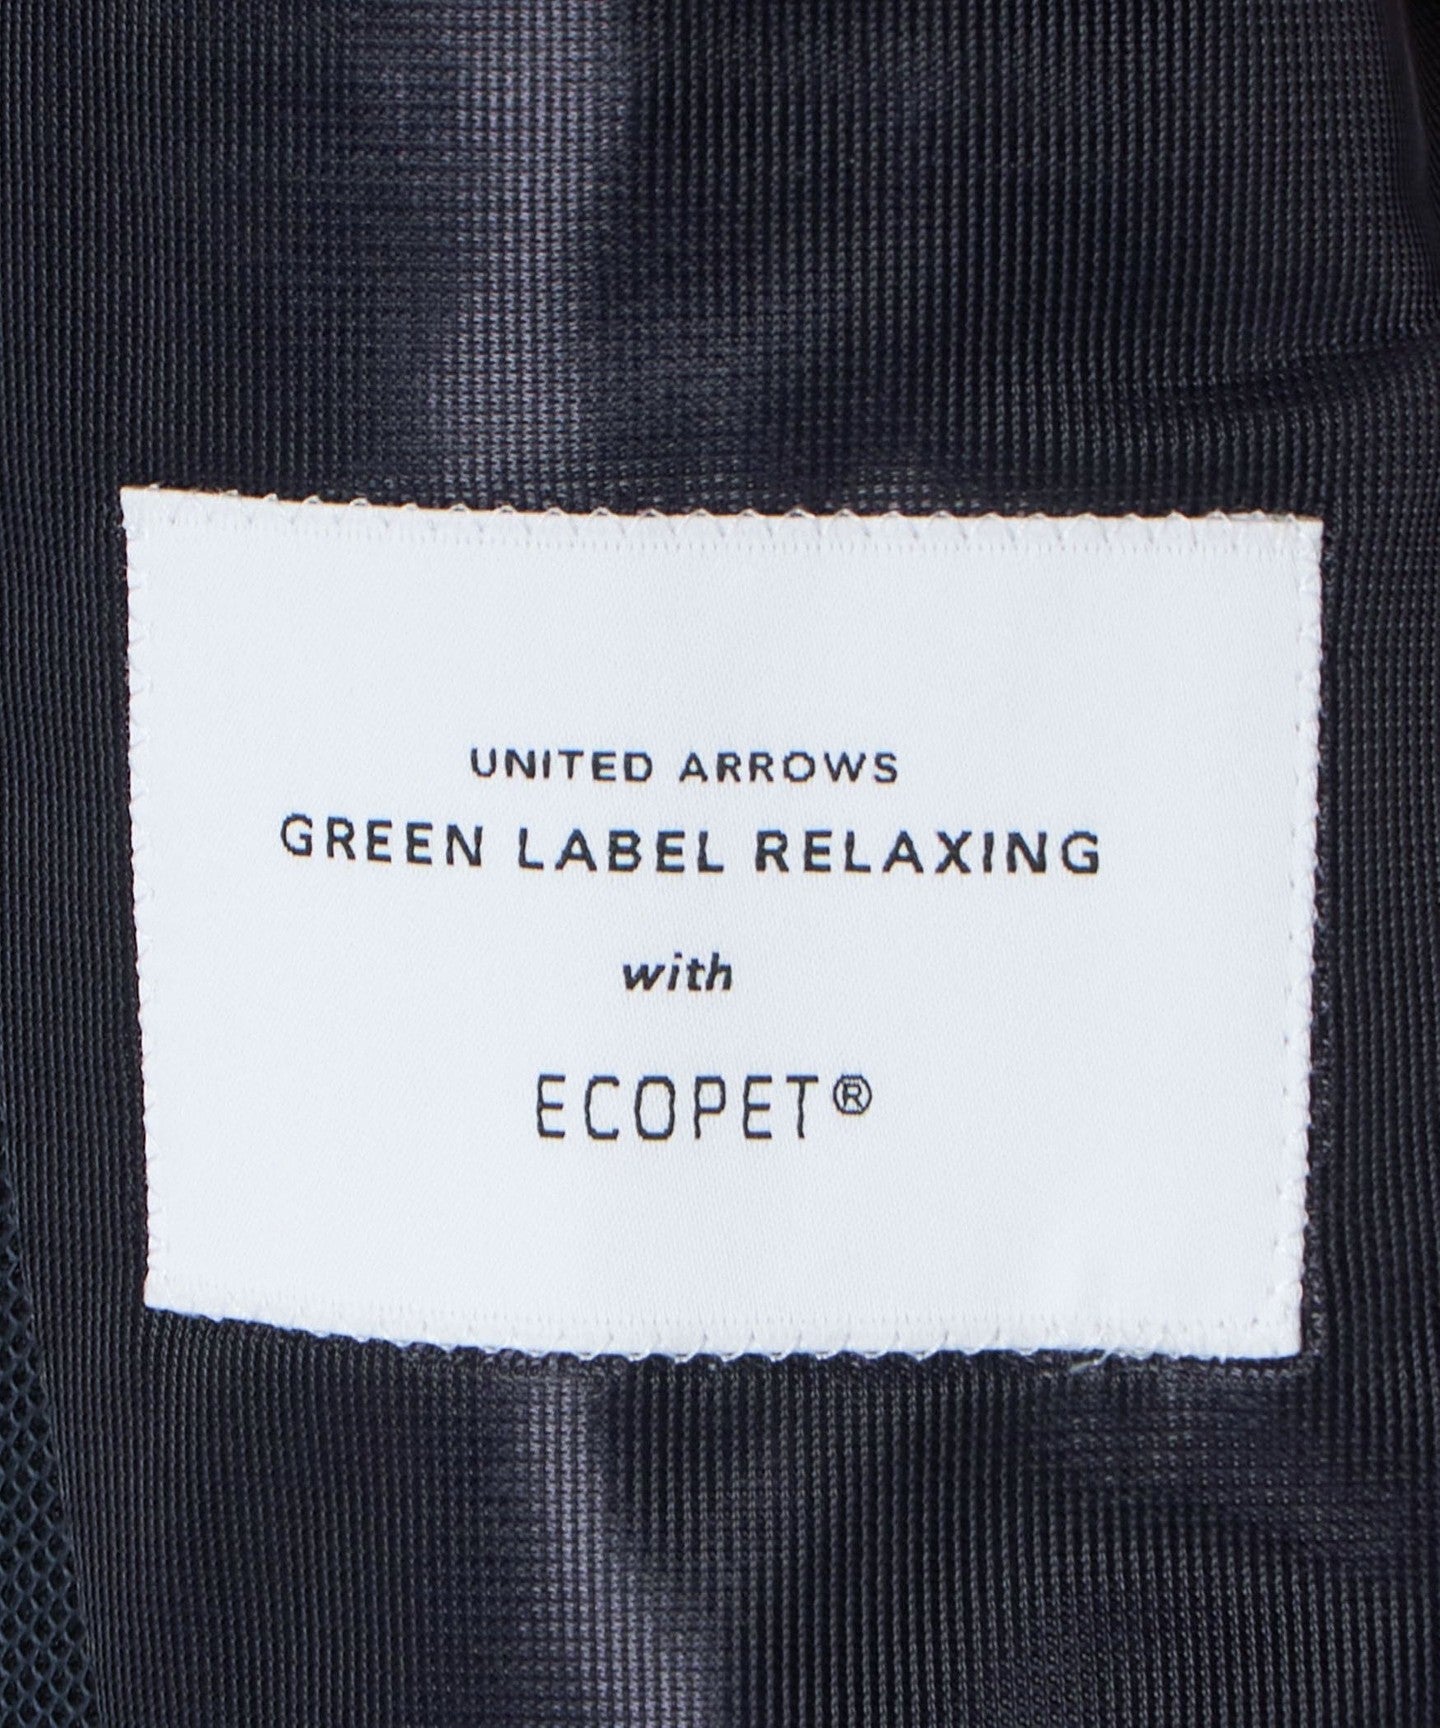 UNITED ARROWS
GREEN LABEL RELAXING
with
ECOPET®